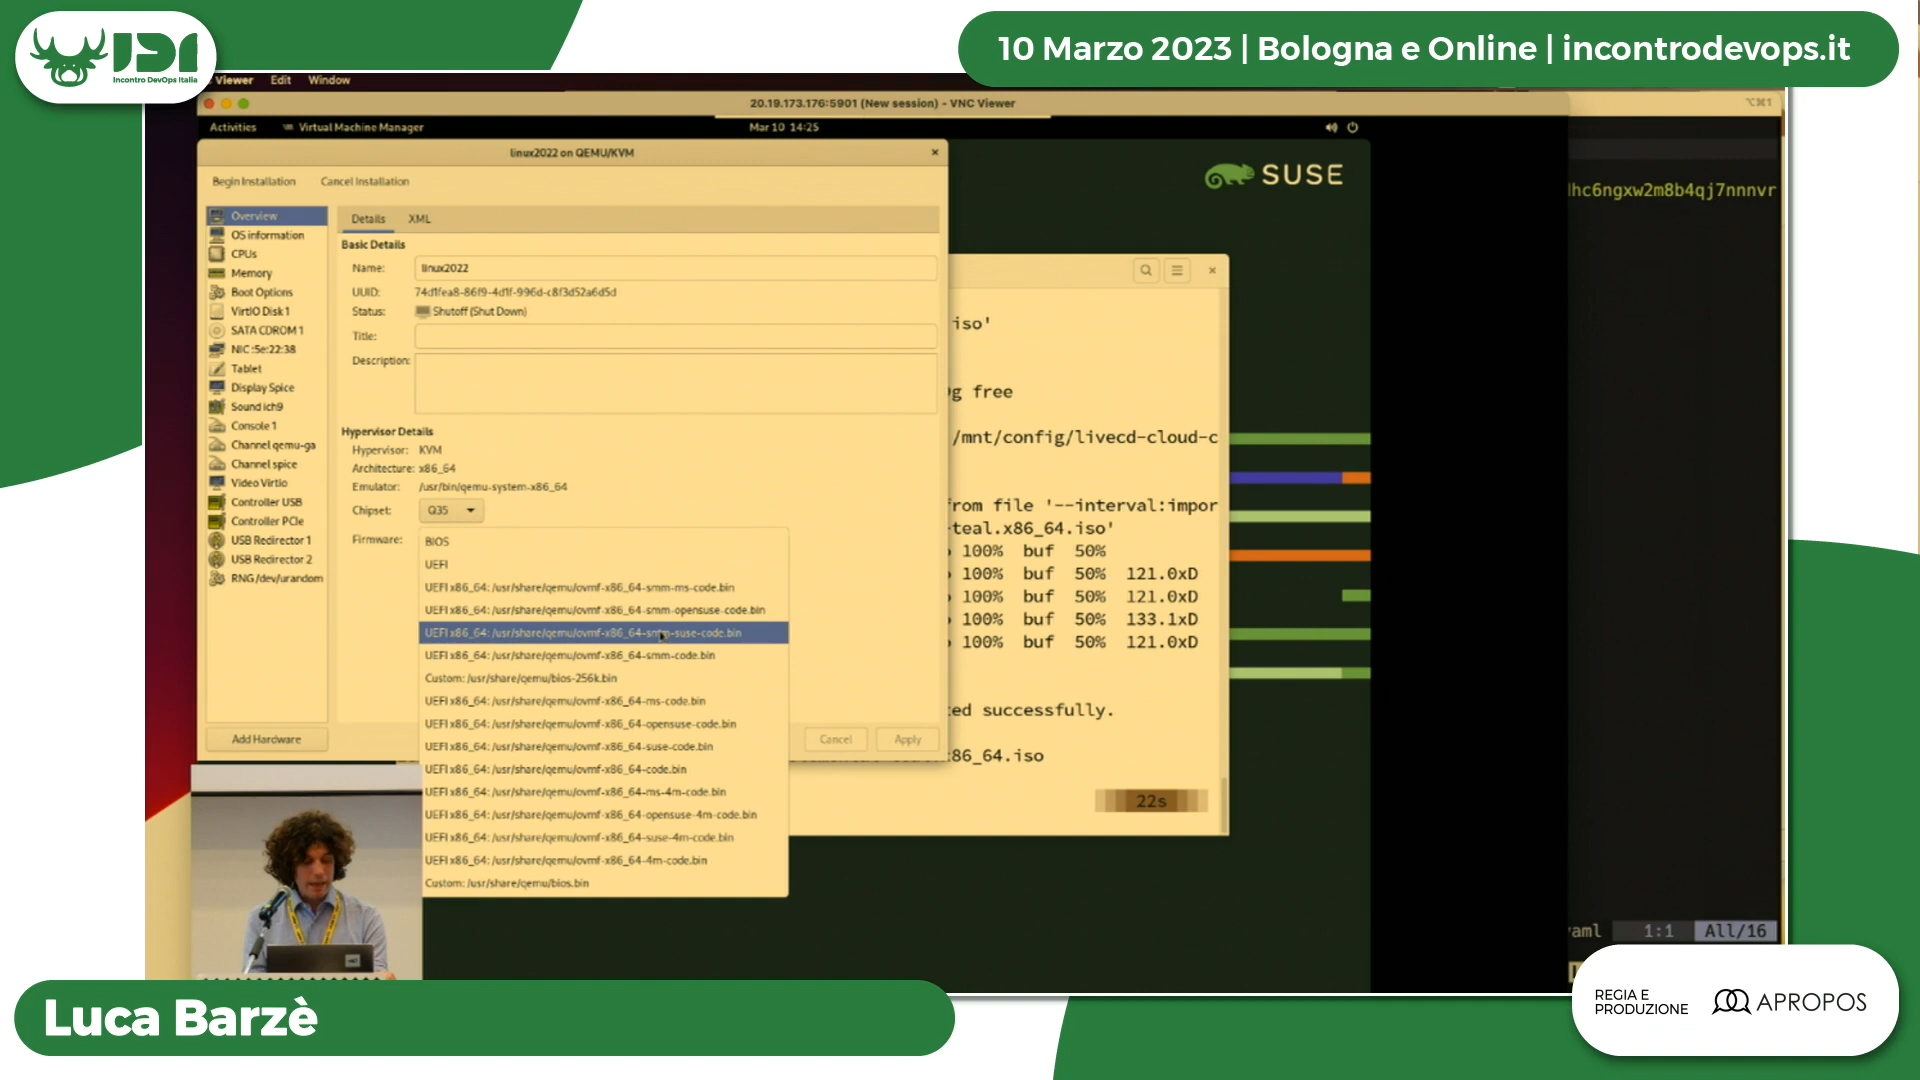 IDI
Incontro DevOps Italia
10 Marzo 2023 | Bologna e Online | incontrodevops.it
Viewer Edit Window
20.19.173.176:5901 (New session) - VNC Viewer
Activities Virtual Machine Manager Mar 10 14:25
linux2022 on QEMU/KVM
Begin Installation Cancel Installation
Overview
OS information
CPUs
Memory
Boot Options
VirtIO Disk 1
SATA CDROM 1
NIC :5e:22:38
Tablet
Display Spice
Sound ich9
Console 1
Channel qemu-ga
Channel spice
Video Virtio
Controller USB
Controller PCIe
USB Redirector 1
USB Redirector 2
RNG /dev/urandom
Add Hardware
Details XML
Basic Details
Name: linux2022
UUID: 74d1fea8-86f9-4d1f-996d-c8f3d52a6d5d
Status: Shutoff (Shut Down)
Title:
Description:
Hypervisor Details
Hypervisor: KVM
Architecture: x86_64
Emulator: /usr/bin/qemu-system-x86_64
Chipset: Q35
Firmware:
BIOS
UEFI
UEFI x86_64: /usr/share/qemu/ovmf-x86_64-smm-ms-code.bin
UEFI x86_64: /usr/share/qemu/ovmf-x86_64-smm-opensuse-code.bin
UEFI x86_64: /usr/share/qemu/ovmf-x86_64-smm-suse-code.bin
UEFI x86_64: /usr/share/qemu/ovmf-x86_64-smm-code.bin
Custom: /usr/share/qemu/bios-256k.bin
UEFI x86_64: /usr/share/qemu/ovmf-x86_64-ms-code.bin
UEFI x86_64: /usr/share/qemu/ovmf-x86_64-opensuse-code.bin
UEFI x86_64: /usr/share/qemu/ovmf-x86_64-suse-code.bin
UEFI x86_64: /usr/share/qemu/ovmf-x86_64-code.bin
UEFI x86_64: /usr/share/qemu/ovmf-x86_64-ms-4m-code.bin
UEFI x86_64: /usr/share/qemu/ovmf-x86_64-opensuse-4m-code.bin
UEFI x86_64: /usr/share/qemu/ovmf-x86_64-suse-4m-code.bin
UEFI x86_64: /usr/share/qemu/ovmf-x86_64-4m-code.bin
Custom: /usr/share/qemu/bios.bin
Cancel Apply
SUSE
iso'
g free
/mnt/config/livecd-cloud-c
rom file '--interval:impor
-teal.x86_64.iso'
100% buf 50%
100% buf 50% 121.0xD
100% buf 50% 121.0xD
100% buf 50% 133.1xD
100% buf 50% 121.0xD
ed successfully.
86_64.iso
22s
⌥⌘1
hc6ngxw2m8b4qj7nnnvr
aml 1:1 All/16
Luca Barzè
REGIA E
PRODUZIONE
APROPOS